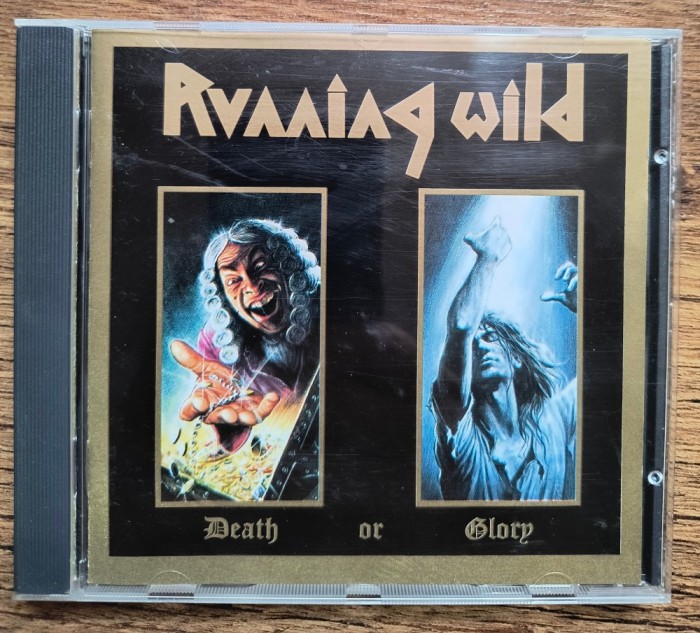 Running Wild
Death or Glory